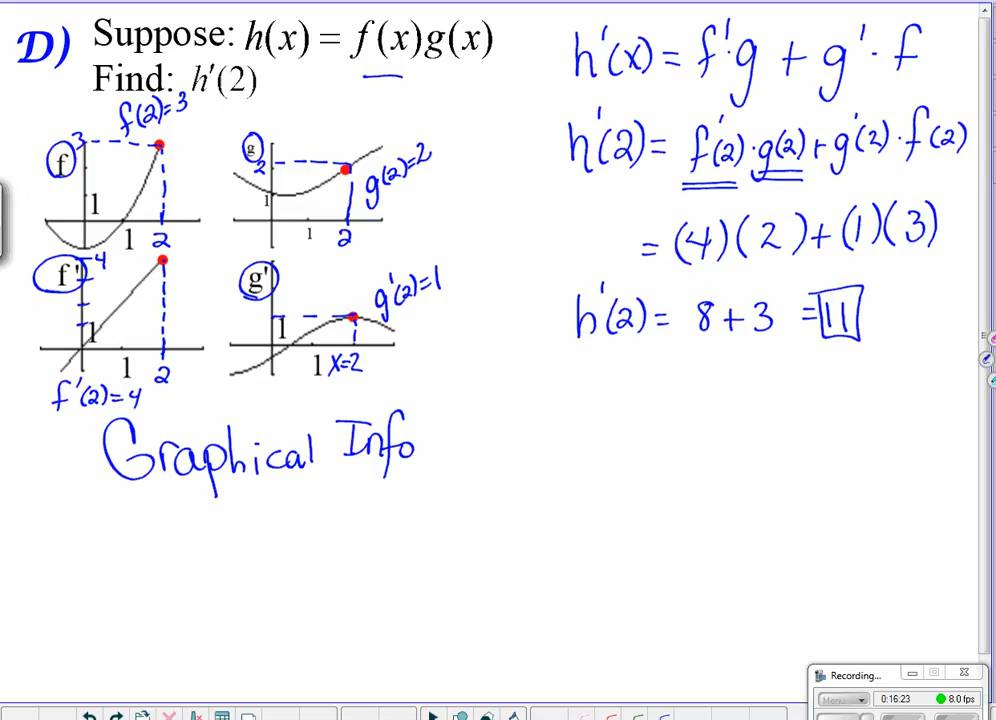 D) Suppose: h(x) = f(x)g(x)
Find: h'(2)
f(2)=3
3
f
1
1
2
g
2
1
1
2
g(2)=2
f'
4
1
1
2
f'(2)=4
g'
1
1
x=2
g'(2)=1
Graphical Info
h'(x) = f'·g + g'·f
h'(2) = f'(2)·g(2)+g'(2)·f(2)
= (4)(2)+(1)(3)
h'(2) = 8+3 = 11
Recording...
Menu
0:16:23
8.0 fps